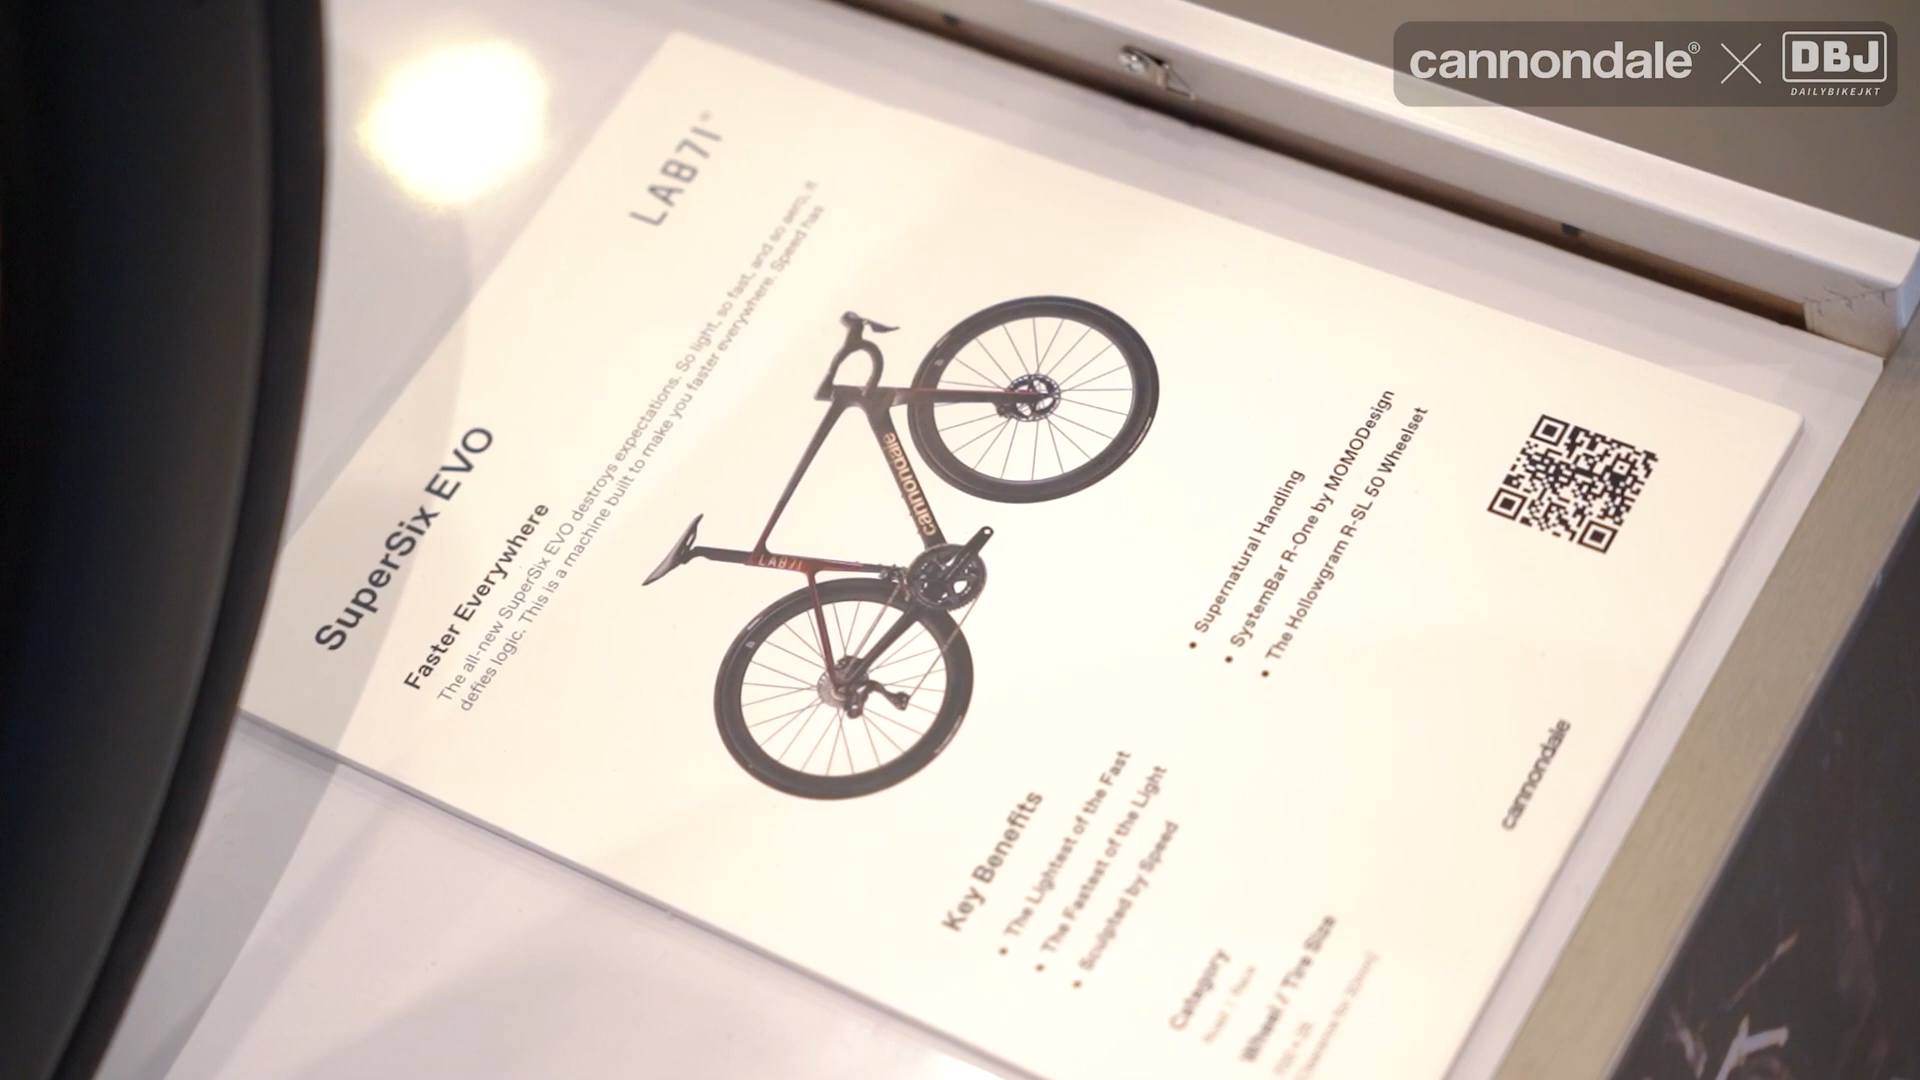 cannondale®
DBJ
DAILYBIKEJKT
LAB71
SuperSix EVO
Faster Everywhere
The all-new SuperSix EVO destroys expectations. So light, so fast, and so aero, it
defies logic. This is a machine built to make you faster everywhere. Speed has
cannondale
LAB71
Key Benefits
• The Lightest of the Fast
• The Fastest of the Light
• Sculpted by Speed
• Supernatural Handling
• SystemBar R-One by MOMODesign
• The Hollowgram R-SL 50 Wheelset
Category
Road / Race
Wheel / Tire Size
cannondale